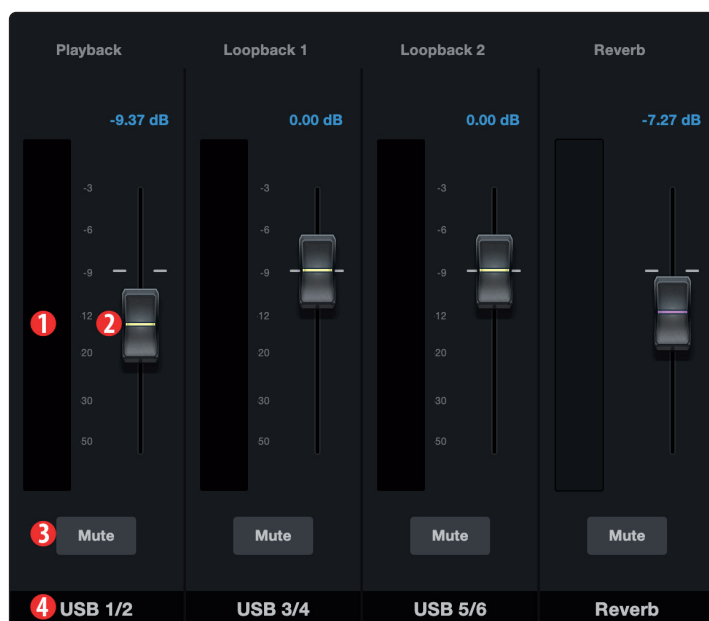 Playback Loopback 1 Loopback 2 Reverb
-9.37 dB 0.00 dB 0.00 dB -7.27 dB
-3 -3 -3
-6 -6 -6
-9 -9 -9
1 12 2 12 12
20 20 20
30 30 30
50 50 50
3 Mute Mute Mute Mute
4 USB 1/2 USB 3/4 USB 5/6 Reverb